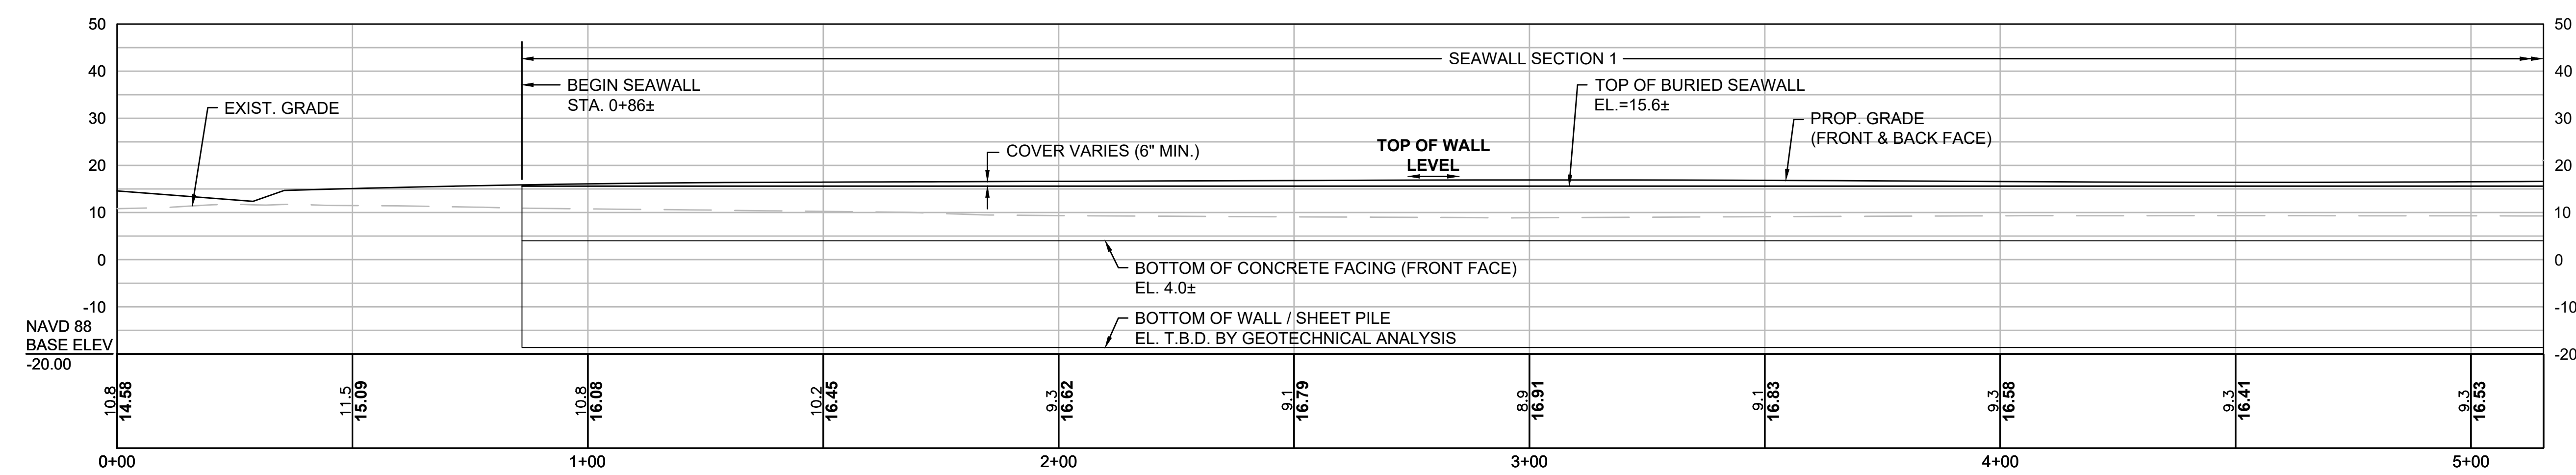 50
50
SEAWALL SECTION 1
40
40
BEGIN SEAWALL
STA. 0+86±
TOP OF BURIED SEAWALL
EL.=15.6±
EXIST. GRADE
30
30
PROP. GRADE
(FRONT & BACK FACE)
COVER VARIES (6" MIN.)
TOP OF WALL
LEVEL
20
20
10
10
0
0
BOTTOM OF CONCRETE FACING (FRONT FACE)
EL. 4.0±
-10
-10
BOTTOM OF WALL / SHEET PILE
EL. T.B.D. BY GEOTECHNICAL ANALYSIS
NAVD 88
BASE ELEV
-20.00
-20
10.8
14.58
11.5
15.09
10.8
16.08
10.2
16.45
9.3
16.62
9.1
16.79
8.9
16.91
9.1
16.83
9.3
16.58
9.3
16.41
9.3
16.53
0+00
1+00
2+00
3+00
4+00
5+00